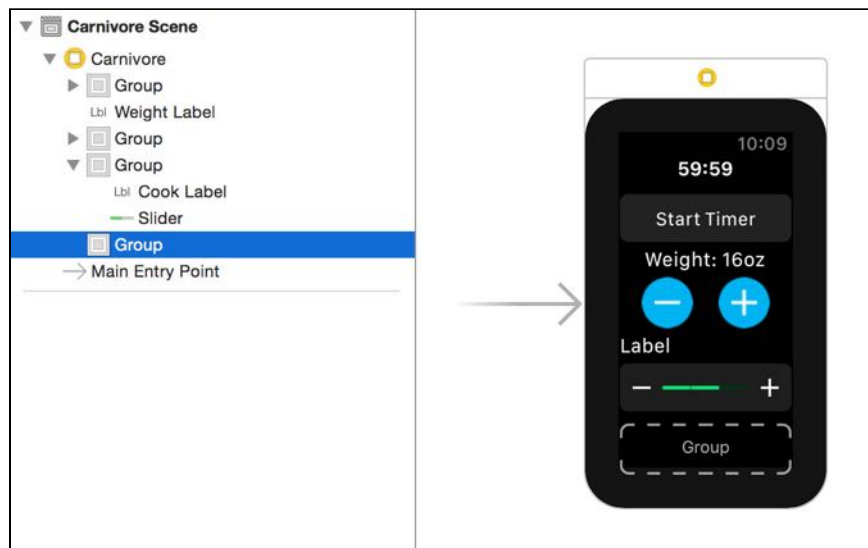 Carnivore Scene
Carnivore
Group
Lbl Weight Label
Group
Group
Lbl Cook Label
Slider
Group
Main Entry Point
10:09
59:59
Start Timer
Weight: 16oz
Label
Group